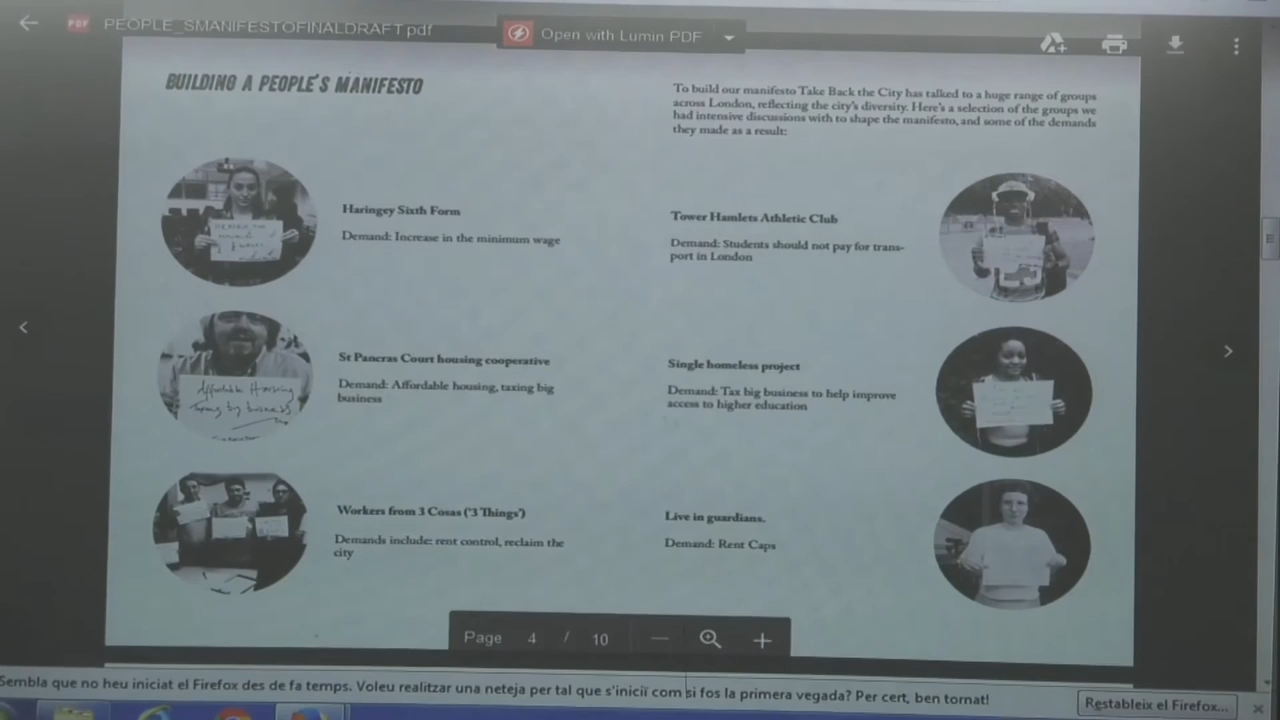 PDF PEOPLE_SMANIFESTOFINALDRAFT.pdf
Open with Lumin PDF
BUILDING A PEOPLE'S MANIFESTO
To build our manifesto Take Back the City has talked to a huge range of groups
across London, reflecting the city's diversity. Here's a selection of the groups we
had intensive discussions with to shape the manifesto, and some of the demands
they made as a result:
Haringey Sixth Form
Demand: Increase in the minimum wage
Tower Hamlets Athletic Club
Demand: Students should not pay for trans-
port in London
Affordable Housing
Taxing big business
St Pancras Court housing cooperative
Demand: Affordable housing, taxing big
business
Single homeless project
Demand: Tax big business to help improve
access to higher education
Workers from 3 Cosas ('3 Things')
Demands include: rent control, reclaim the
city
Live in guardians.
Demand: Rent Caps
Page 4 / 10
Sembla que no heu iniciat el Firefox des de fa temps. Voleu realitzar una neteja per tal que s'iniciï com si fos la primera vegada? Per cert, ben tornat!
Restableix el Firefox...